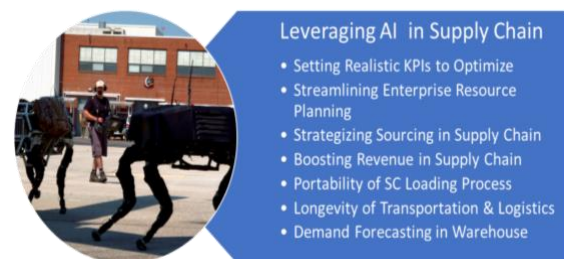 Leveraging AI in Supply Chain
• Setting Realistic KPIs to Optimize
• Streamlining Enterprise Resource
Planning
• Strategizing Sourcing in Supply Chain
• Boosting Revenue in Supply Chain
• Portability of SC Loading Process
• Longevity of Transportation & Logistics
• Demand Forecasting in Warehouse